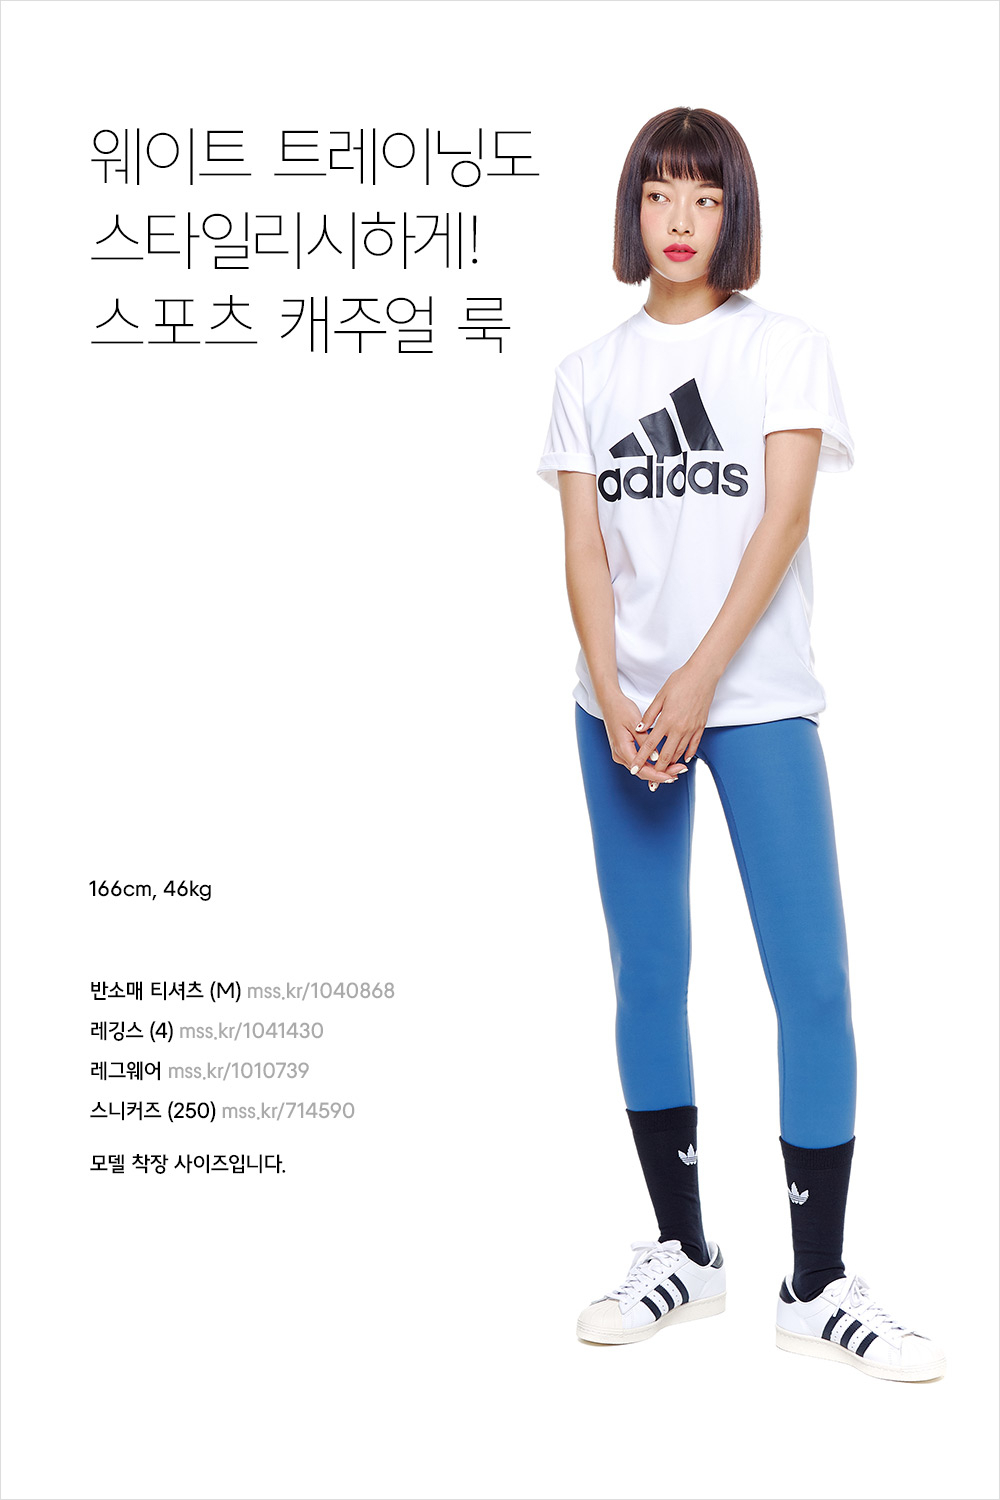 웨이트 트레이닝도
스타일리시하게!
스포츠 캐주얼 룩
adidas
166cm, 46kg
반소매 티셔츠 (M) mss.kr/1040868
레깅스 (4) mss.kr/1041430
레그웨어 mss.kr/1010739
스니커즈 (250) mss.kr/714590
모델 착장 사이즈입니다.